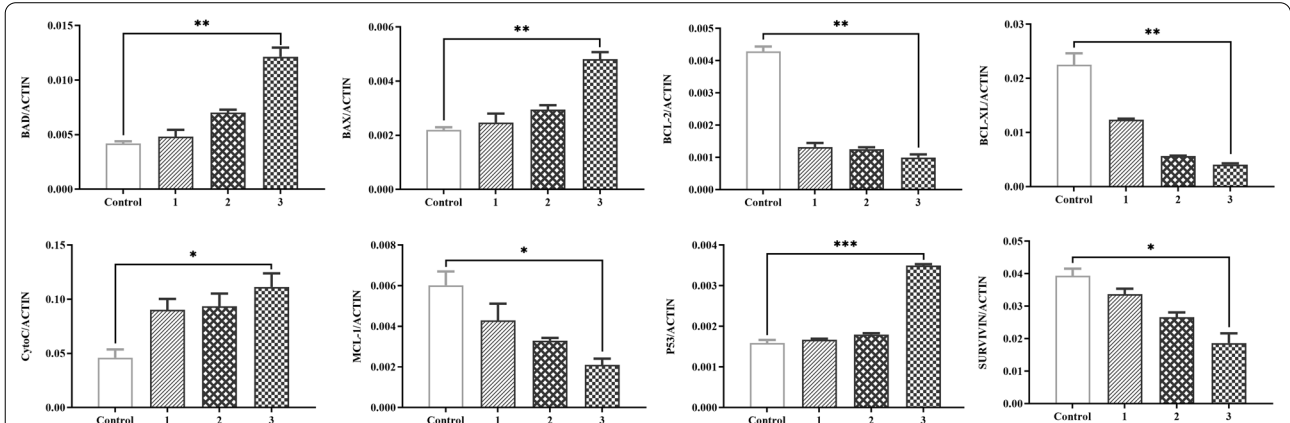 BAD/ACTIN
0.015
0.010
0.005
0.000
**
Control 1 2 3
BAX/ACTIN
0.006
0.004
0.002
0.000
**
Control 1 2 3
BCL-2/ACTIN
0.005
0.004
0.003
0.002
0.001
0.000
**
Control 1 2 3
BCL-XL/ACTIN
0.03
0.02
0.01
0.00
**
Control 1 2 3
CytoC/ACTIN
0.15
0.10
0.05
0.00
*
Control 1 2 3
MCL-1/ACTIN
0.008
0.006
0.004
0.002
0.000
*
Control 1 2 3
P53/ACTIN
0.004
0.003
0.002
0.001
0.000
***
Control 1 2 3
SURVIVIN/ACTIN
0.05
0.04
0.03
0.02
0.01
0.00
*
Control 1 2 3